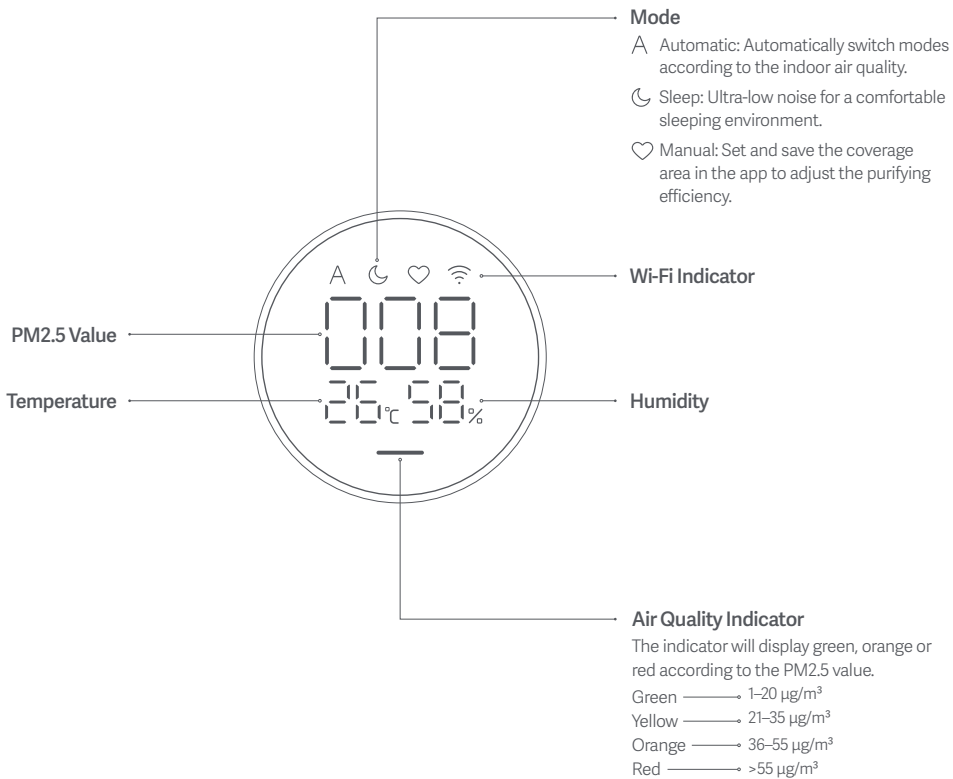 Mode
A Automatic: Automatically switch modes
according to the indoor air quality.
Sleep: Ultra-low noise for a comfortable
sleeping environment.
Manual: Set and save the coverage
area in the app to adjust the purifying
efficiency.
A
Wi-Fi Indicator
PM2.5 Value
008
Temperature
26℃ 58%
Humidity
Air Quality Indicator
The indicator will display green, orange or
red according to the PM2.5 value.
Green 1–20 µg/m³
Yellow 21–35 µg/m³
Orange 36–55 µg/m³
Red >55 µg/m³